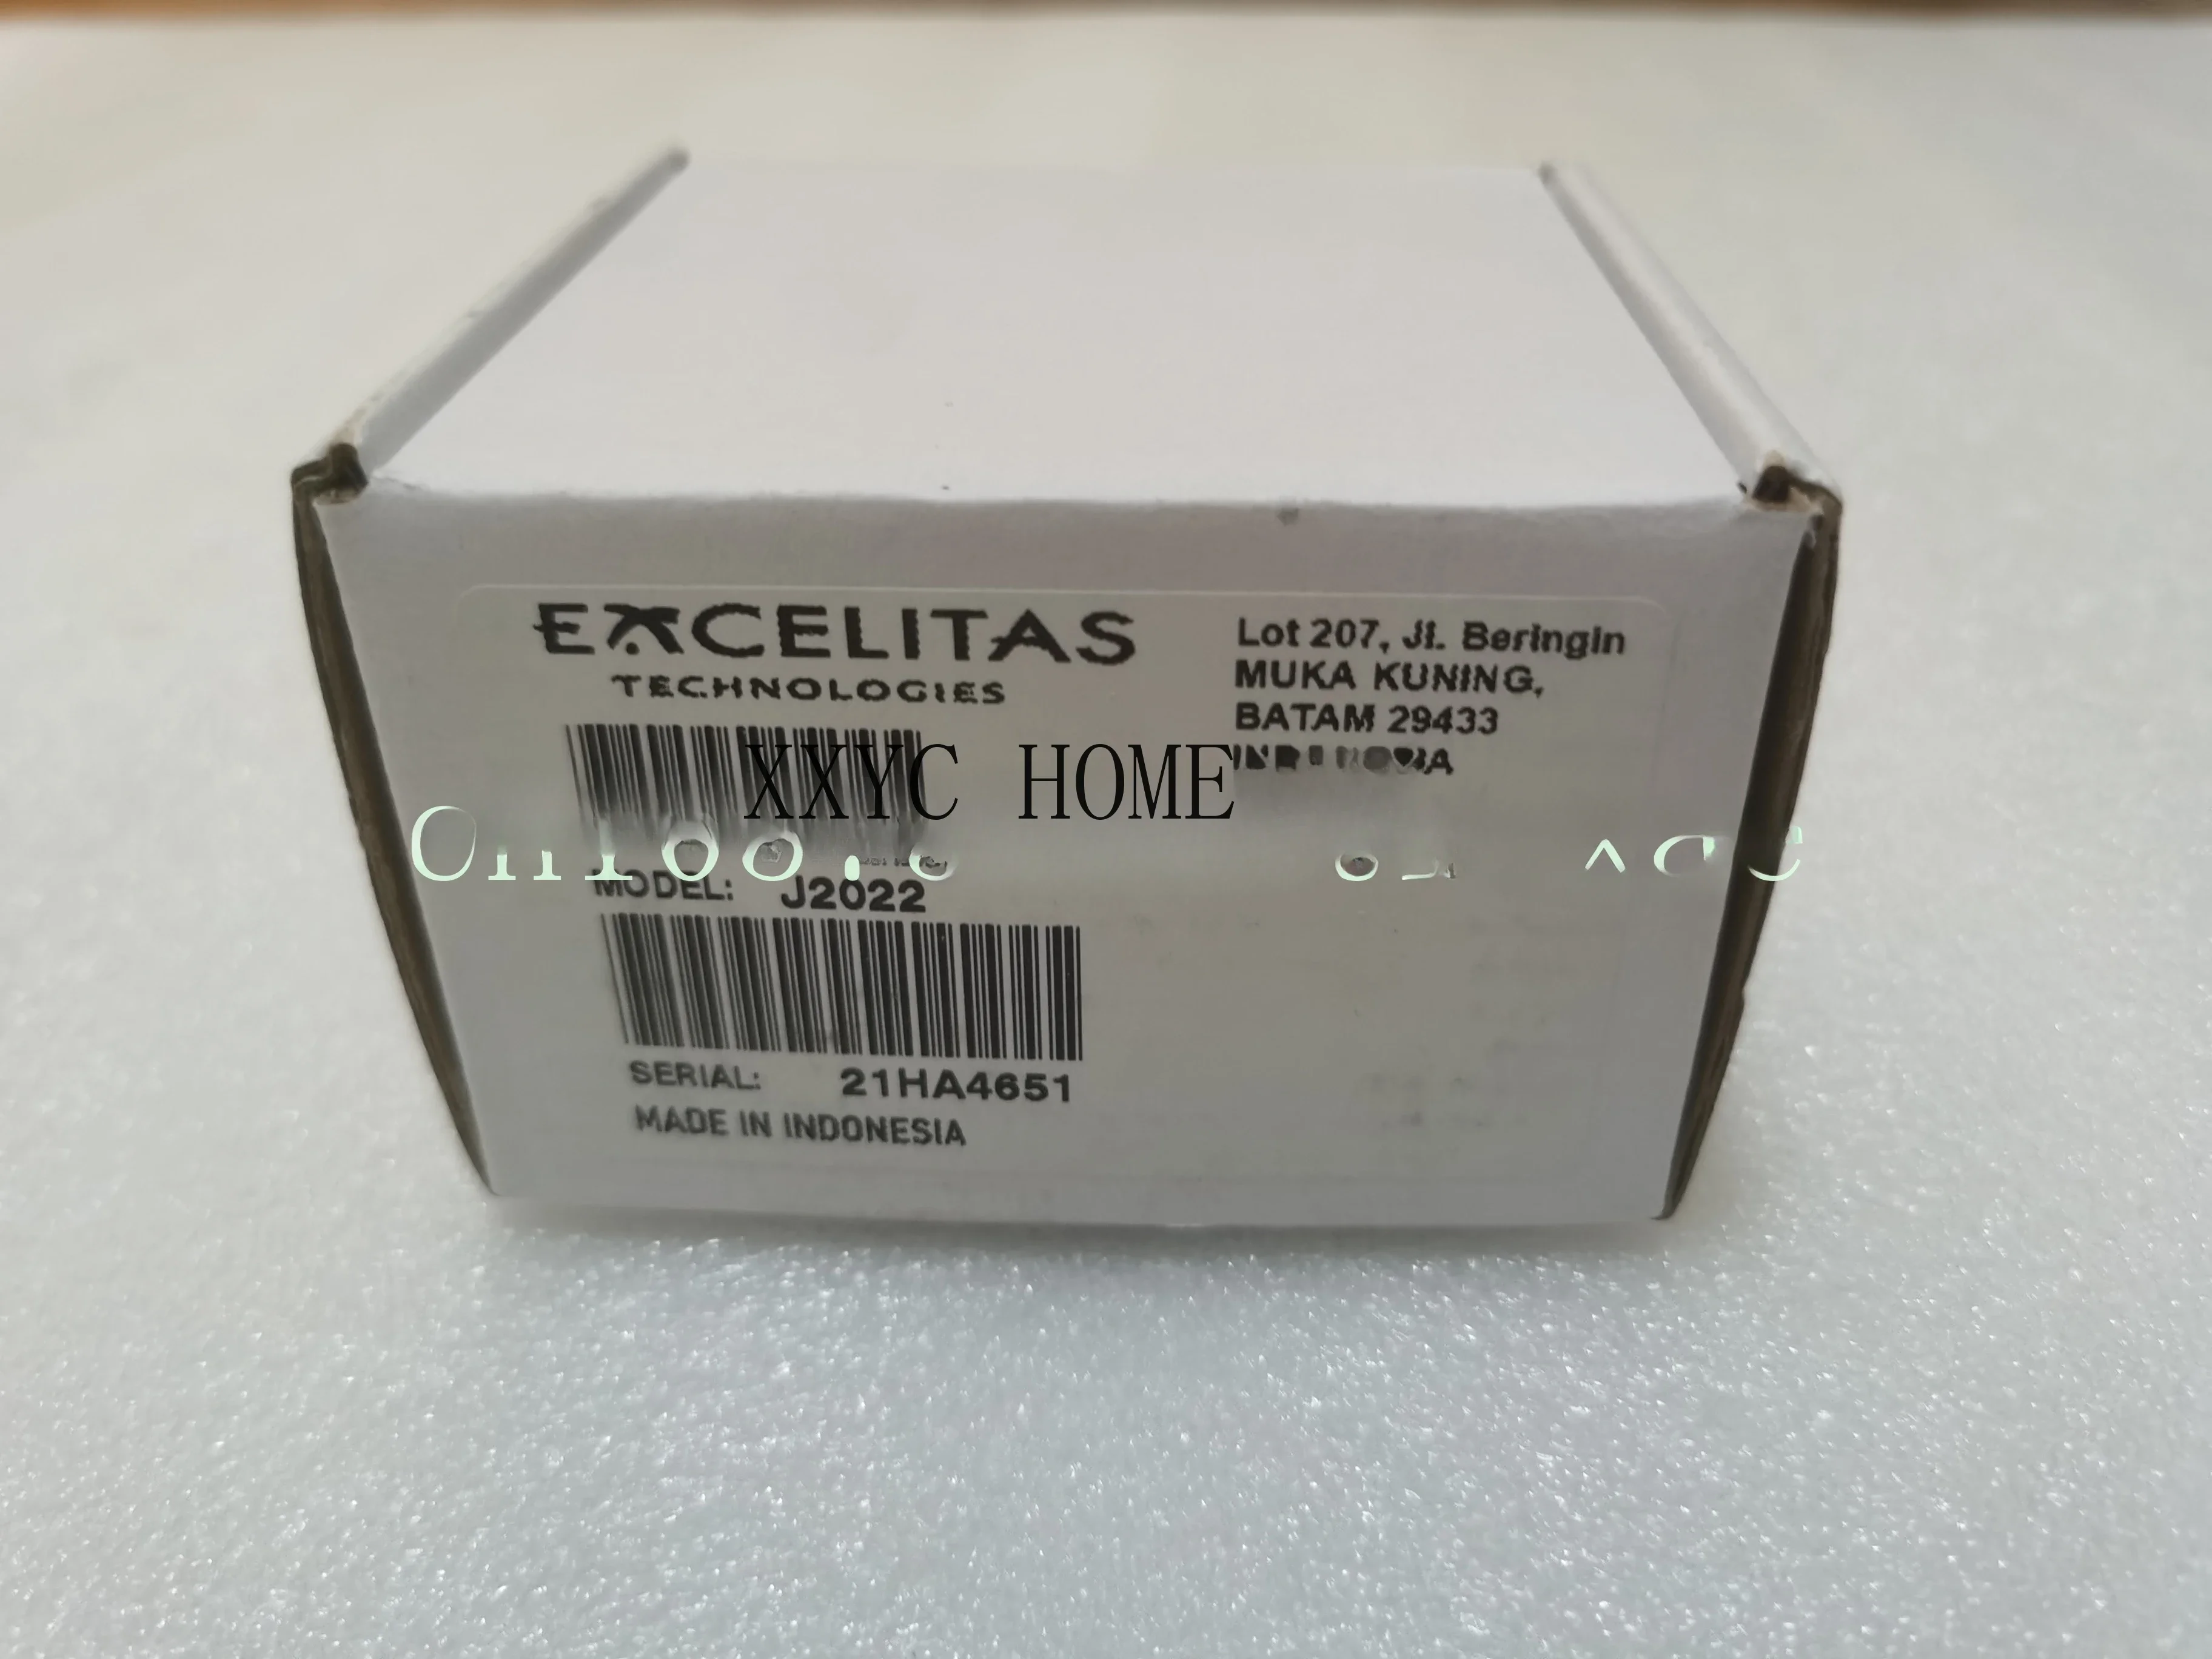 EXCELITAS
TECHNOLOGIES
Lot 207, Jl. Beringin
MUKA KUNING,
BATAM 29433
XXYC HOME
MODEL: J2022
SERIAL: 21HA4651
MADE IN INDONESIA